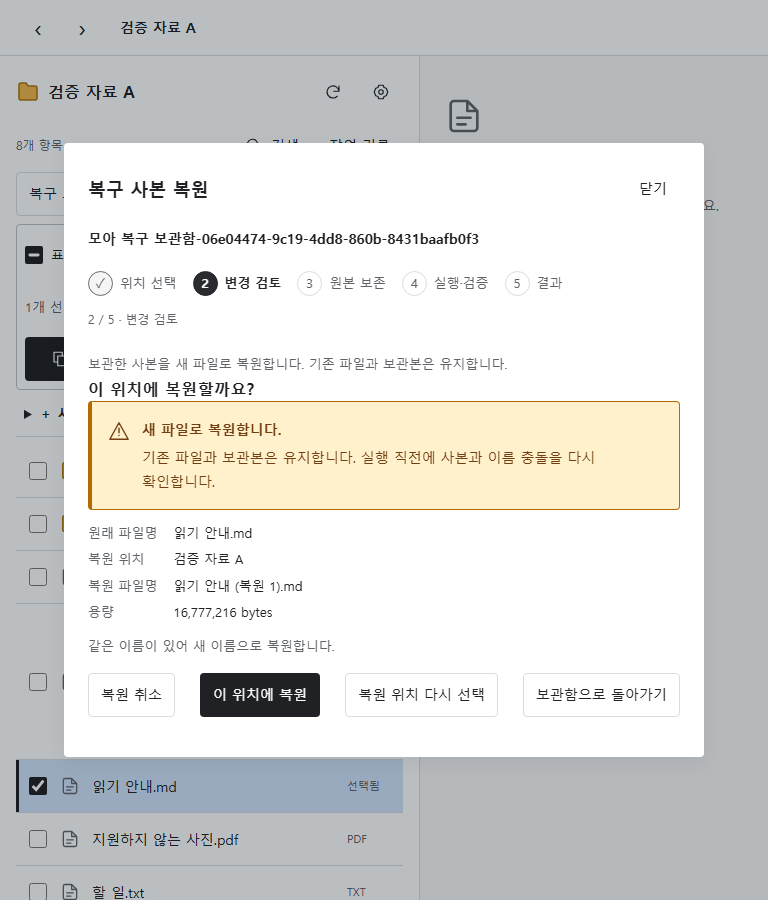 검증 자료 A
검증 자료 A
8개 항목
복구
1개 선
닫기
복구 사본 복원
모아 복구 보관함-06e04474-9c19-4dd8-860b-8431baafb0f3
✓ 위치 선택 2 변경 검토 3 원본 보존 4 실행·검증 5 결과
2 / 5 · 변경 검토
보관한 사본을 새 파일로 복원합니다. 기존 파일과 보관본은 유지합니다.
이 위치에 복원할까요?
새 파일로 복원합니다.
기존 파일과 보관본은 유지합니다. 실행 직전에 사본과 이름 충돌을 다시
확인합니다.
원래 파일명 읽기 안내.md
복원 위치 검증 자료 A
복원 파일명 읽기 안내 (복원 1).md
용량 16,777,216 bytes
같은 이름이 있어 새 이름으로 복원합니다.
복원 취소 이 위치에 복원 복원 위치 다시 선택 보관함으로 돌아가기
읽기 안내.md 선택됨
지원하지 않는 사진.pdf PDF
할 일.txt TXT